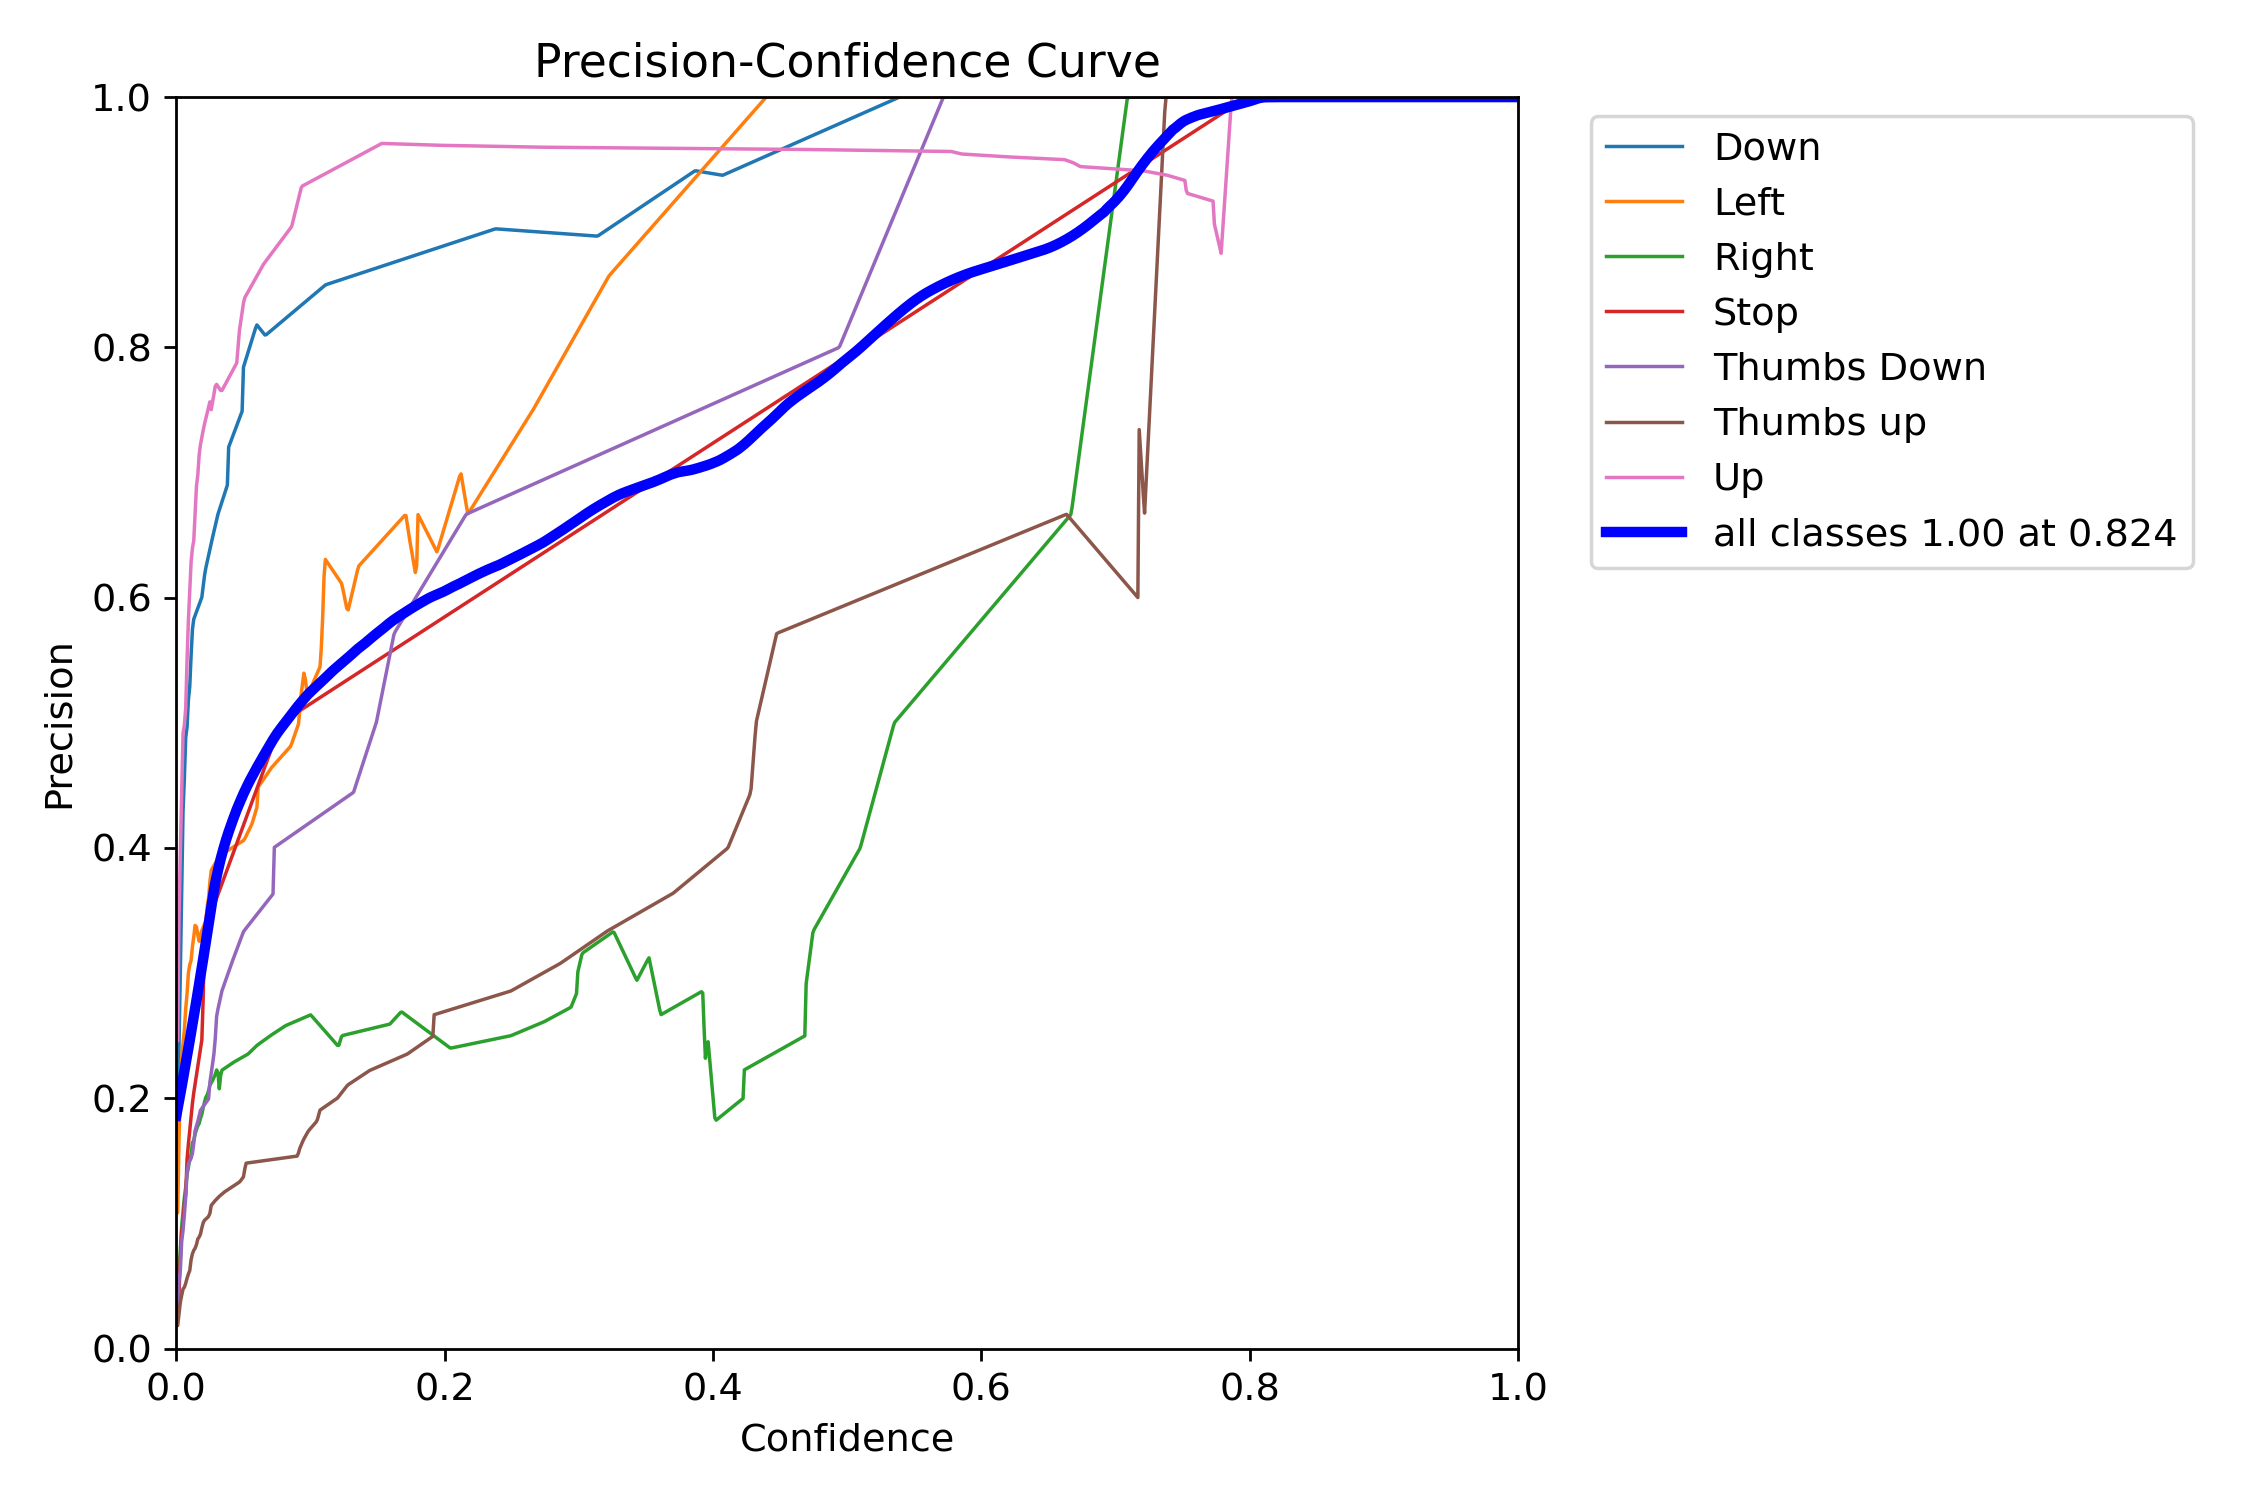 Precision-Confidence Curve
1.0
0.8
0.6
0.4
0.2
0.0
Precision
0.0 0.2 0.4 0.6 0.8 1.0
Confidence
Down
Left
Right
Stop
Thumbs Down
Thumbs up
Up
all classes 1.00 at 0.824